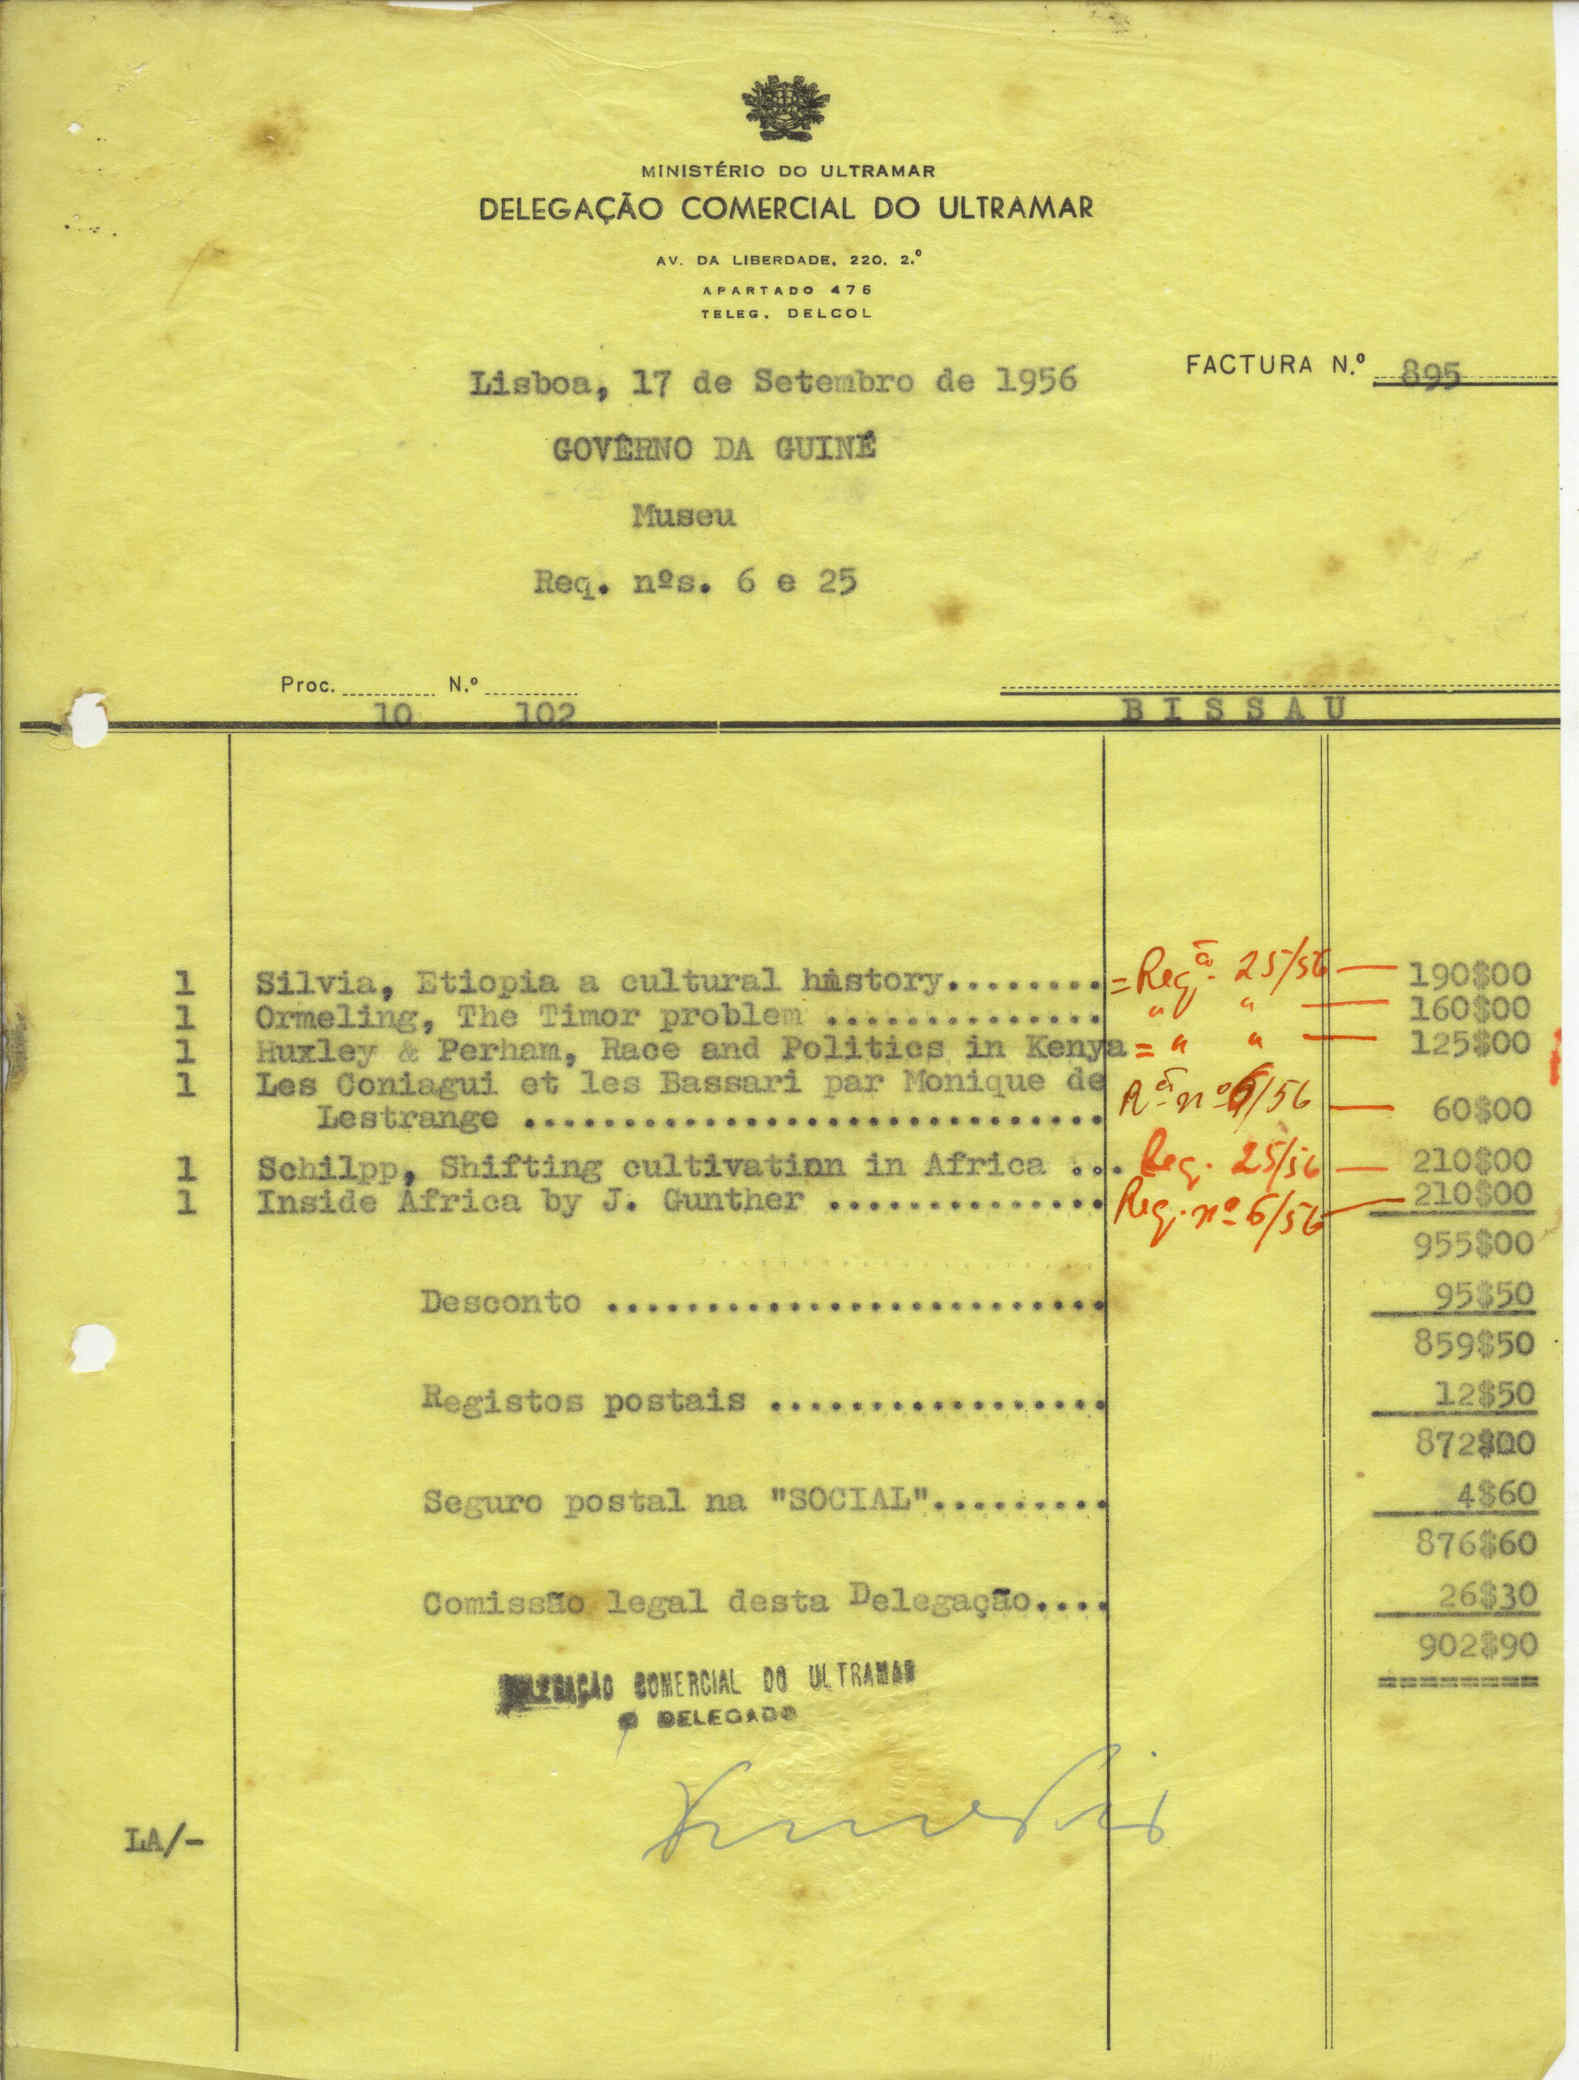 MINISTÉRIO DO ULTRAMAR
DELEGAÇÃO COMERCIAL DO ULTRAMAR
AV. DA LIBERDADE, 220, 2.º
APARTADO 476
TELEG. DELCOL
FACTURA N.º 895
Lisboa, 17 de Setembro de 1956
GOVÊRNO DA GUINÉ
Museu
Req. nºs. 6 e 25
Proc. 10 N.º 102
BISSAU
1 Silvia, Etiopia a cultural history........ = Reqª. 25/56 — 190$00
1 Ormeling, The Timor problem .............. " " — 160$00
1 Huxley & Perham, Race and Politics in Kenya = " " — 125$00
1 Les Coniagui et les Bassari par Monique de
Lestrange ............................. Rª nº 6/56 — 60$00
1 Schilpp, Shifting cultivation in Africa ... Req. 25/56 — 210$00
1 Inside Africa by J. Gunther .............. Req. nº 6/56 — 210$00
955$00
Desconto ......................... 95$50
859$50
Registos postais ................. 12$50
872$00
Seguro postal na "SOCIAL"......... 4$60
876$60
Comissão legal desta Delegação.... 26$30
902$90
=========
DELEGAÇÃO COMERCIAL DO ULTRAMAR
O DELEGADO
LA/-